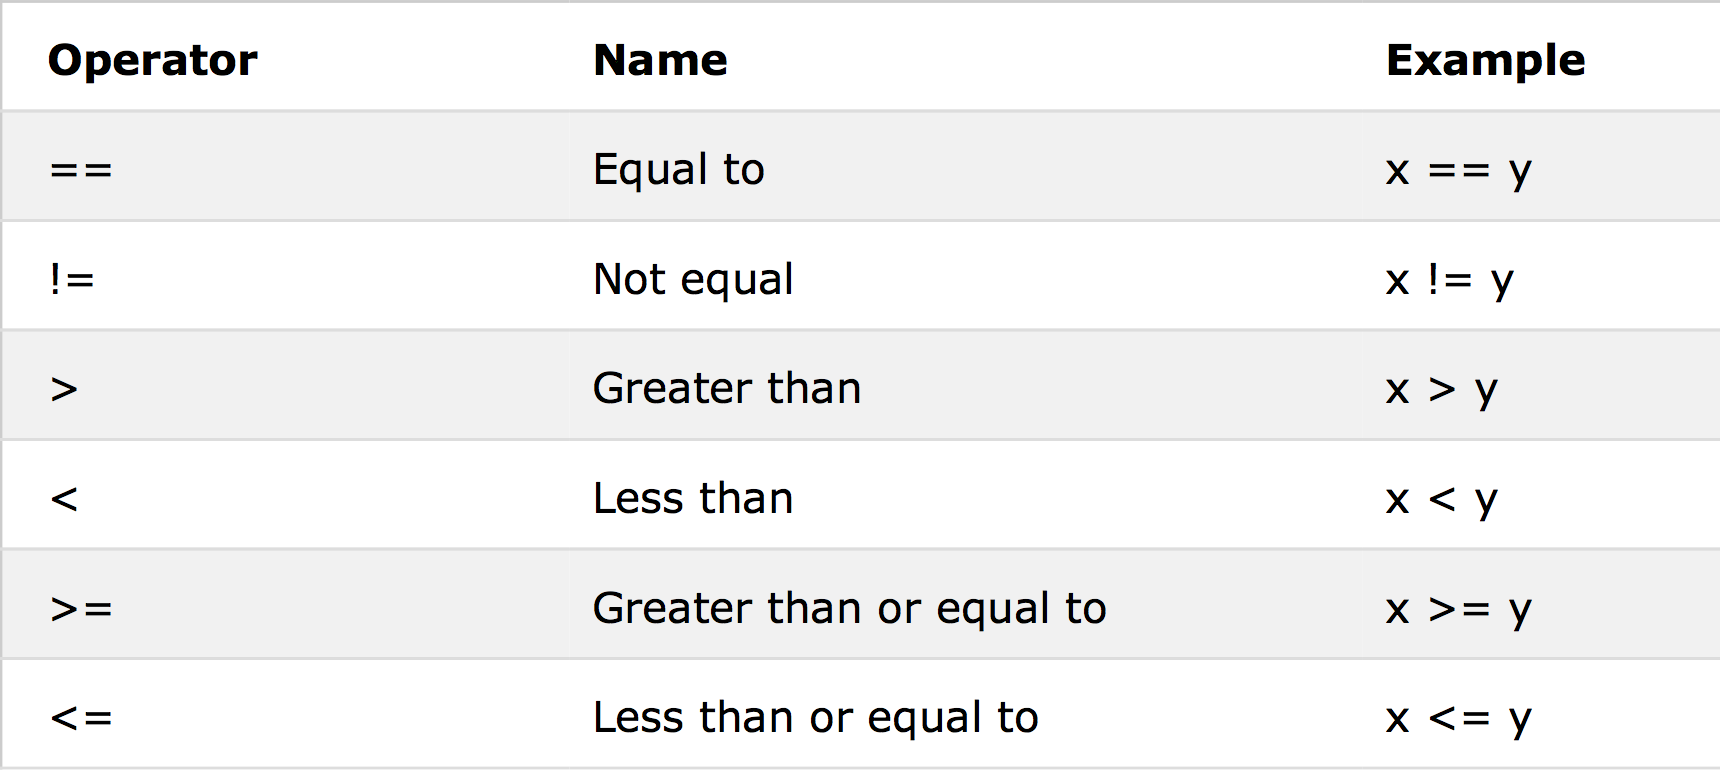 Operator Name Example
== Equal to x == y
!= Not equal x != y
> Greater than x > y
< Less than x < y
>= Greater than or equal to x >= y
<= Less than or equal to x <= y